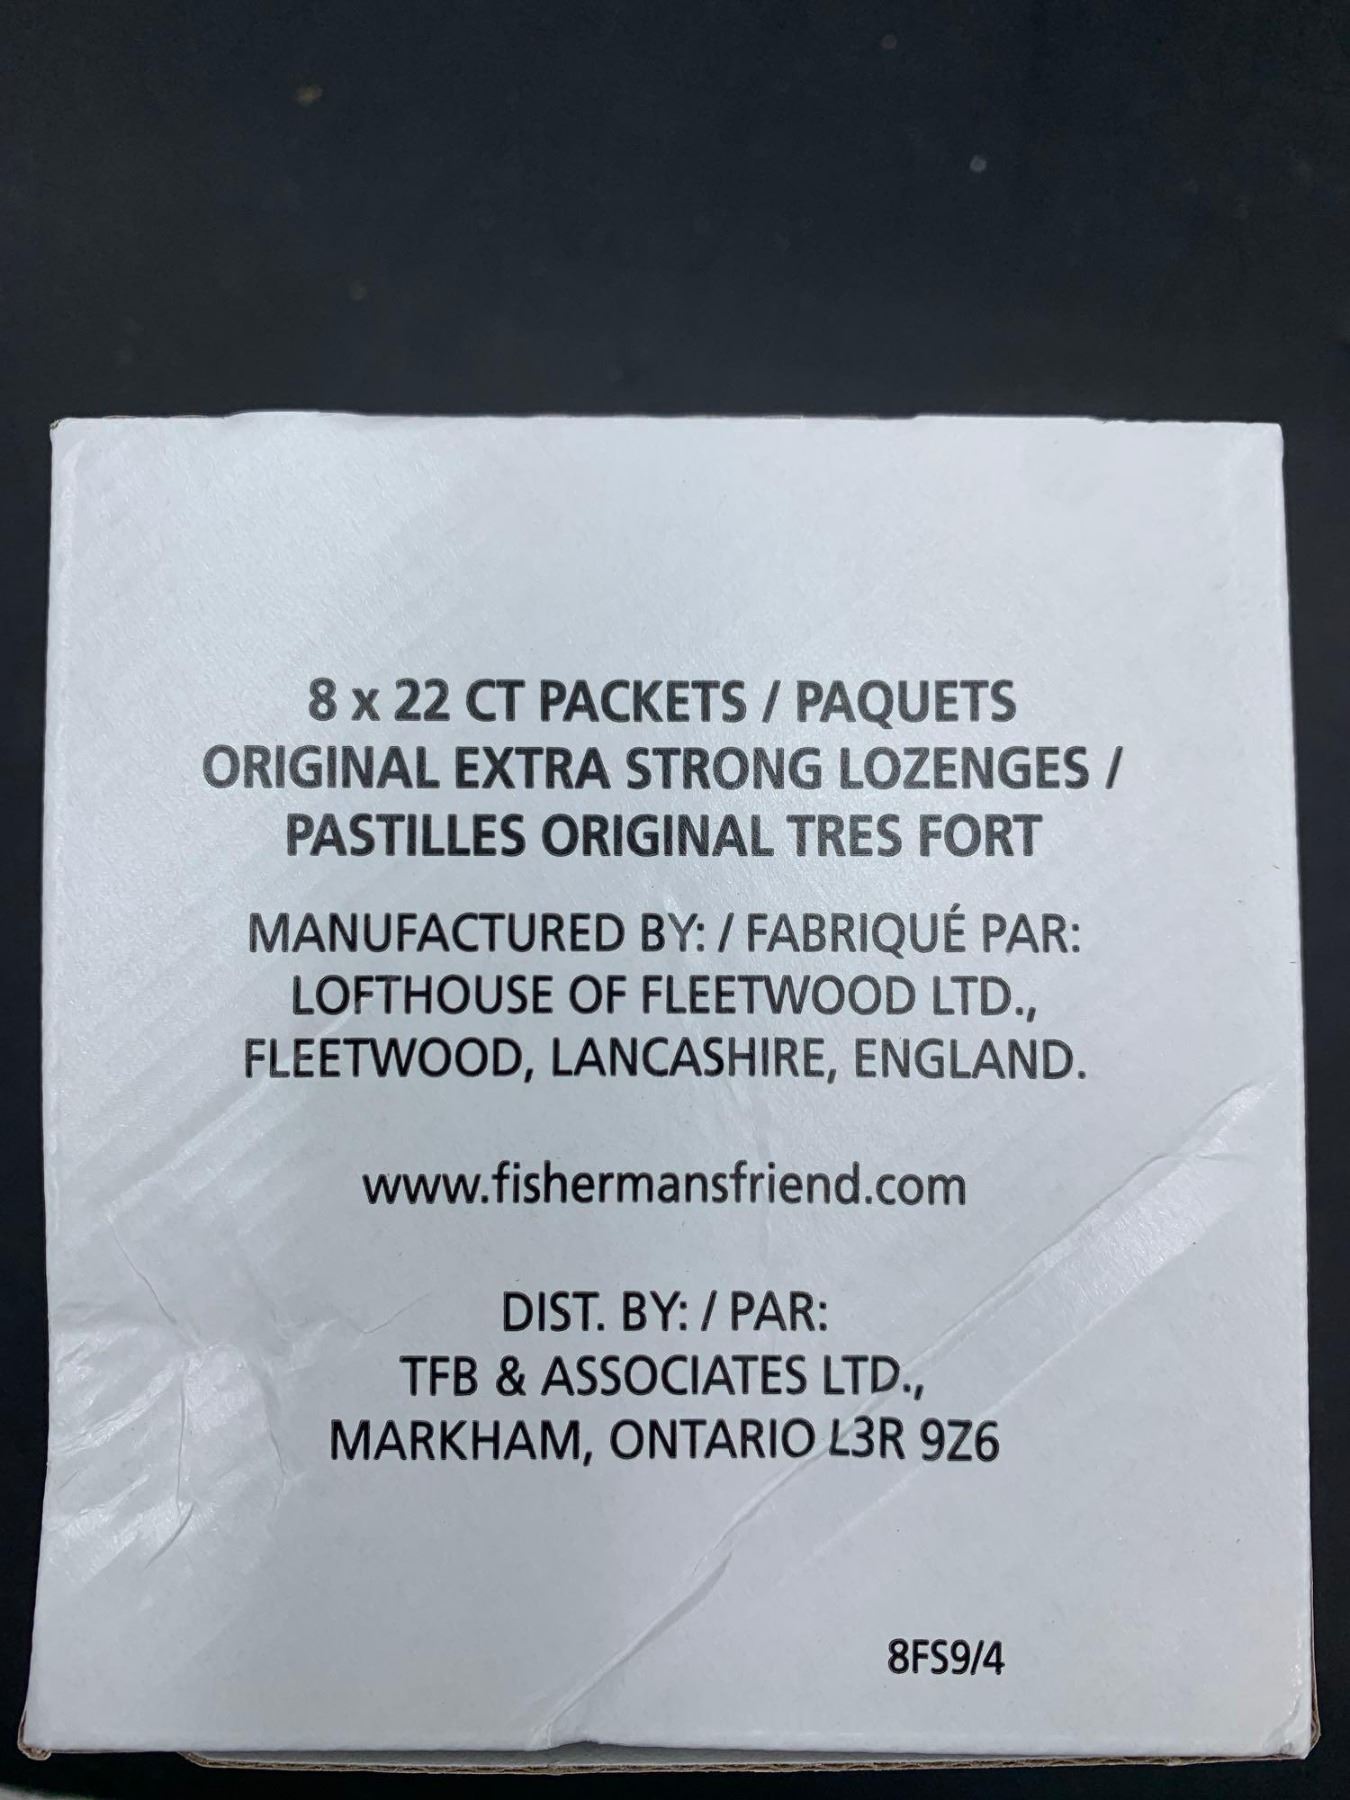 8 x 22 CT PACKETS / PAQUETS
ORIGINAL EXTRA STRONG LOZENGES /
PASTILLES ORIGINAL TRES FORT
MANUFACTURED BY: / FABRIQUÉ PAR:
LOFTHOUSE OF FLEETWOOD LTD.,
FLEETWOOD, LANCASHIRE, ENGLAND.
www.fishermansfriend.com
DIST. BY: / PAR:
TFB & ASSOCIATES LTD.,
MARKHAM, ONTARIO L3R 9Z6
8FS9/4